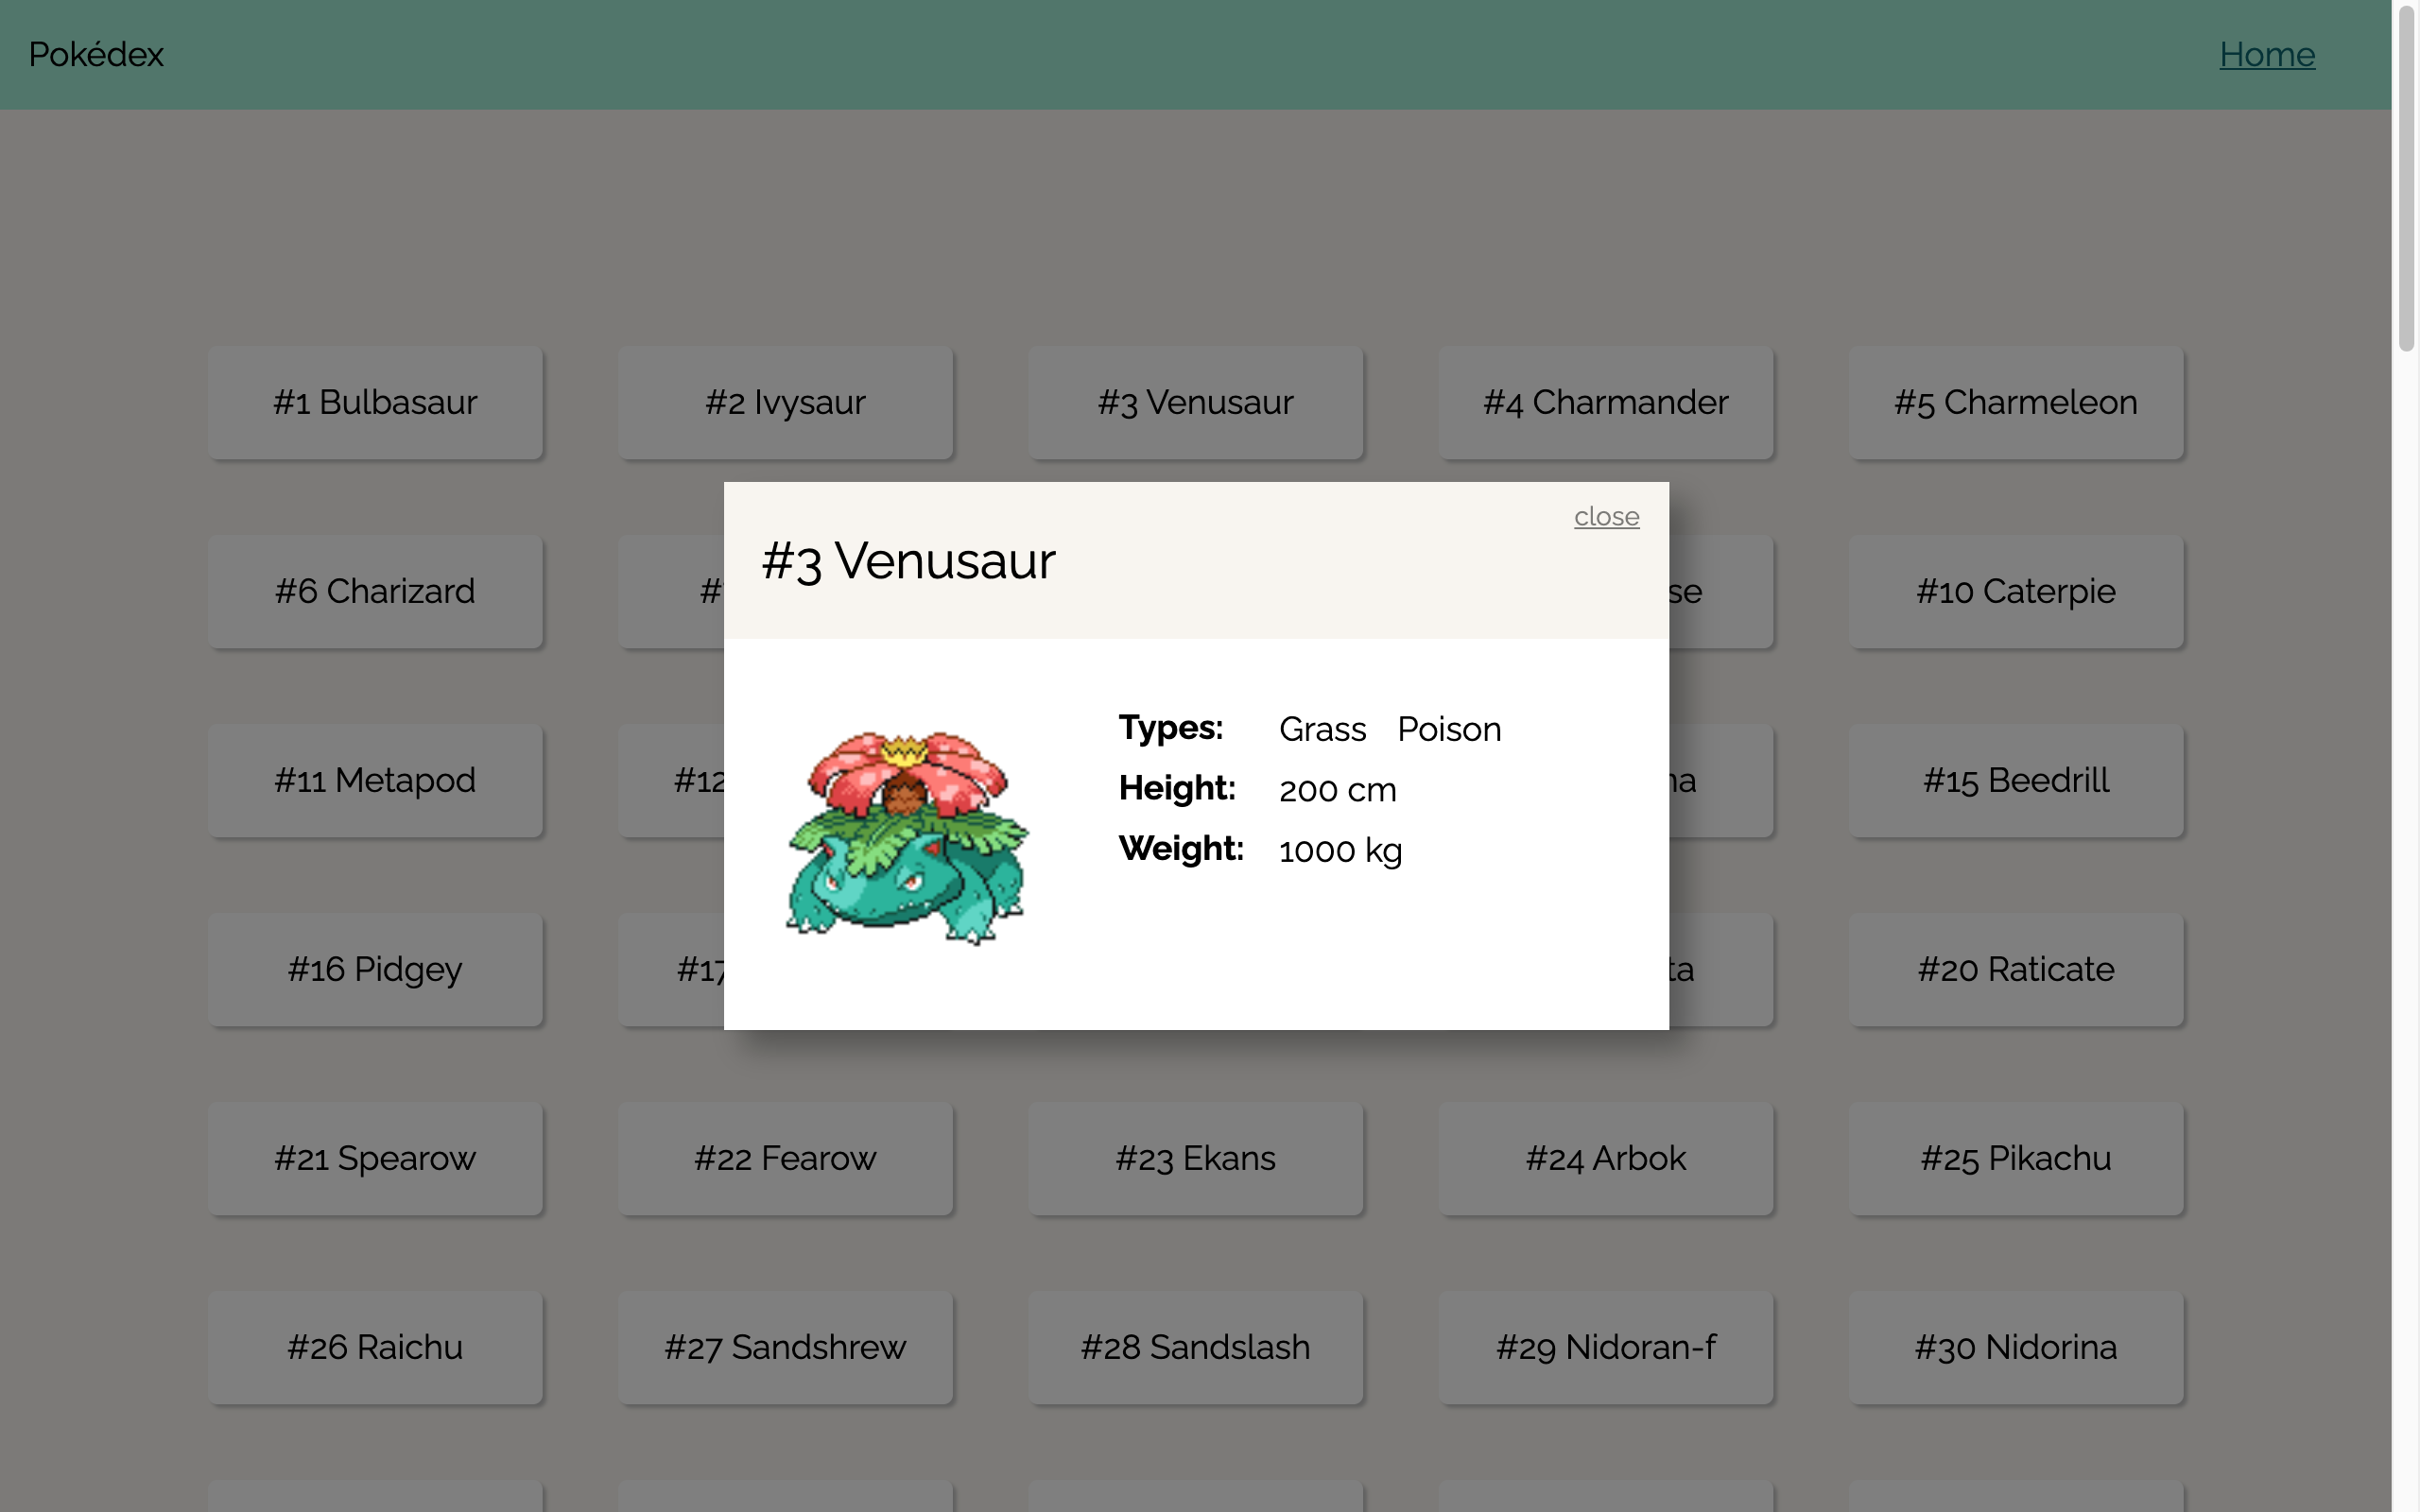 Pokédex Home
#1 Bulbasaur #2 Ivysaur #3 Venusaur #4 Charmander #5 Charmeleon
close
#3 Venusaur
#6 Charizard # se #10 Caterpie
Types: Grass Poison
#11 Metapod #12 na #15 Beedrill
Height: 200 cm
Weight: 1000 kg
#16 Pidgey #17 ta #20 Raticate
#21 Spearow #22 Fearow #23 Ekans #24 Arbok #25 Pikachu
#26 Raichu #27 Sandshrew #28 Sandslash #29 Nidoran-f #30 Nidorina